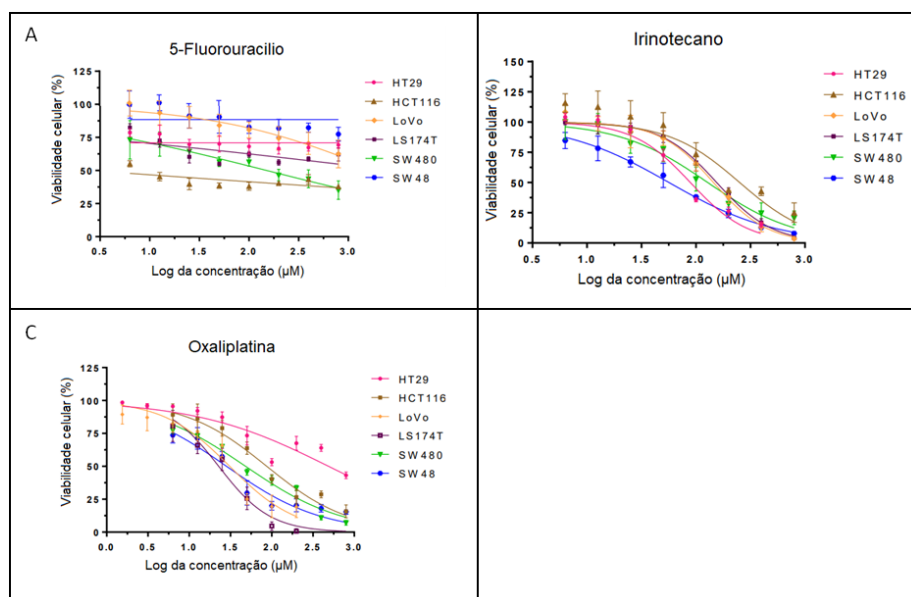 A
5-Fluorouracilio
Viabilidade celular (%)
125
100
75
50
25
0
0.5 1.0 1.5 2.0 2.5 3.0
Log da concentração (µM)
HT29
HCT116
LoVo
LS174T
SW480
SW48
Irinotecano
Viabilidade celular (%)
150
125
100
75
50
25
0
0.5 1.0 1.5 2.0 2.5 3.0
Log da concentração (µM)
HT29
HCT116
LoVo
LS174T
SW480
SW48
C
Oxaliplatina
Viabilidade celular (%)
125
100
75
50
25
0
0.0 0.5 1.0 1.5 2.0 2.5 3.0
Log da concentração (µM)
HT29
HCT116
LoVo
LS174T
SW480
SW48